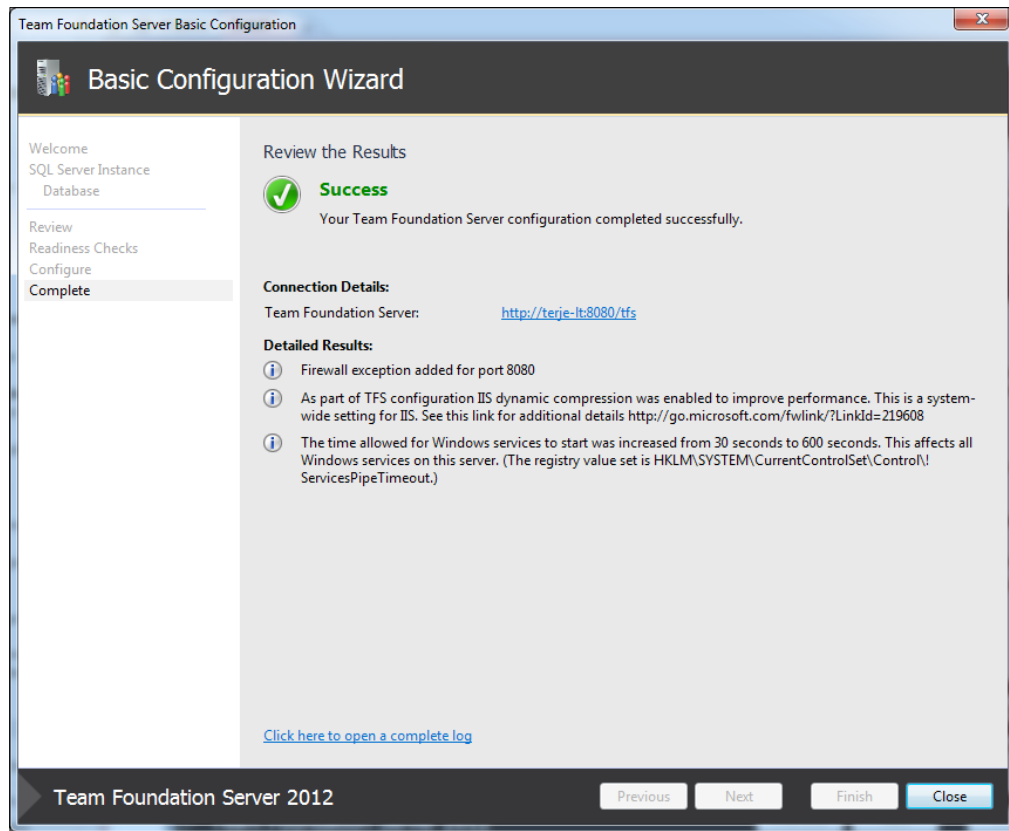 Team Foundation Server Basic Configuration
Basic Configuration Wizard
Welcome
SQL Server Instance
Database
Review
Readiness Checks
Configure
Complete
Review the Results
Success
Your Team Foundation Server configuration completed successfully.
Connection Details:
Team Foundation Server: http://terje-lt:8080/tfs
Detailed Results:
Firewall exception added for port 8080
As part of TFS configuration IIS dynamic compression was enabled to improve performance. This is a system-
wide setting for IIS. See this link for additional details http://go.microsoft.com/fwlink/?LinkId=219608
The time allowed for Windows services to start was increased from 30 seconds to 600 seconds. This affects all
Windows services on this server. (The registry value set is HKLM\SYSTEM\CurrentControlSet\Control\!
ServicesPipeTimeout.)
Click here to open a complete log
Team Foundation Server 2012
Previous Next Finish Close